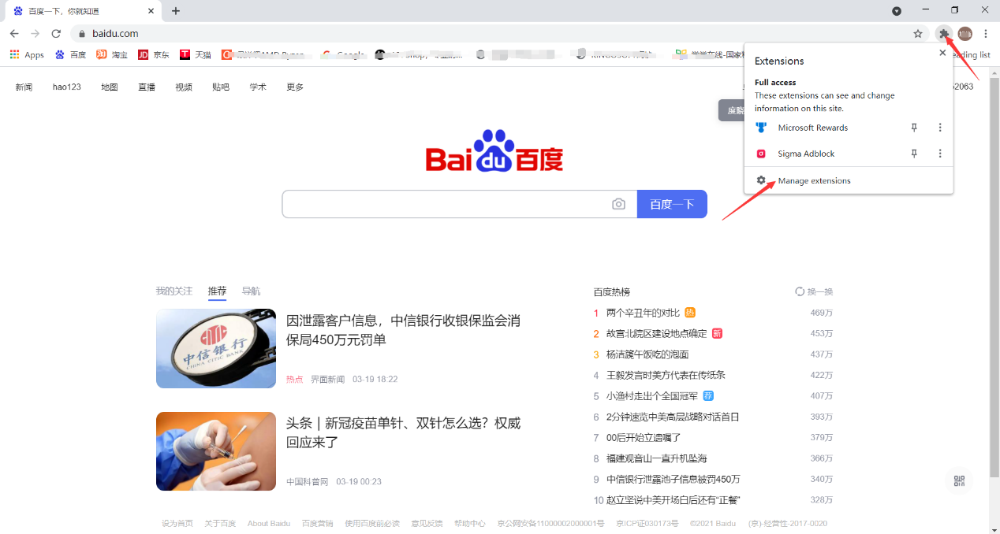 百度一下，你就知道
baidu.com
Apps
百度
淘宝
JD 京东
T 天猫
Google
新闻
hao123
地图
直播
视频
贴吧
学术
更多
Extensions
Full access
These extensions can see and change
information on this site.
Microsoft Rewards
Sigma Adblock
Manage extensions
Bai du 百度
百度一下
我的关注
推荐
导航
因泄露客户信息，中信银行收银保监会消
保局450万元罚单
热点 界面新闻 03-19 18:22
CITIC
中信银行
CHINA CITIC BANK
头条｜新冠疫苗单针、双针怎么选？权威
回应来了
中国科普网 03-19 00:23
百度热榜
换一换
1 两个辛丑年的对比 热 469万
2 故宫北院区建设地点确定 新 453万
3 杨洁篪午饭吃的泡面 437万
4 王毅发言时美方代表在传纸条 422万
5 小渔村走出个全国冠军 荐 407万
6 2分钟速览中美高层战略对话首日 393万
7 00后开始立遗嘱了 379万
8 福建观音山一直升机坠海 366万
9 中信银行泄露池子信息被罚450万 340万
10 赵立坚说中美开场白后还有“正餐” 328万
设为首页 关于百度 About Baidu 百度营销 使用百度前必读 意见反馈 帮助中心 京公网安备11000002000001号 京ICP证030173号 ©2021 Baidu (京)-经营性-2017-0020